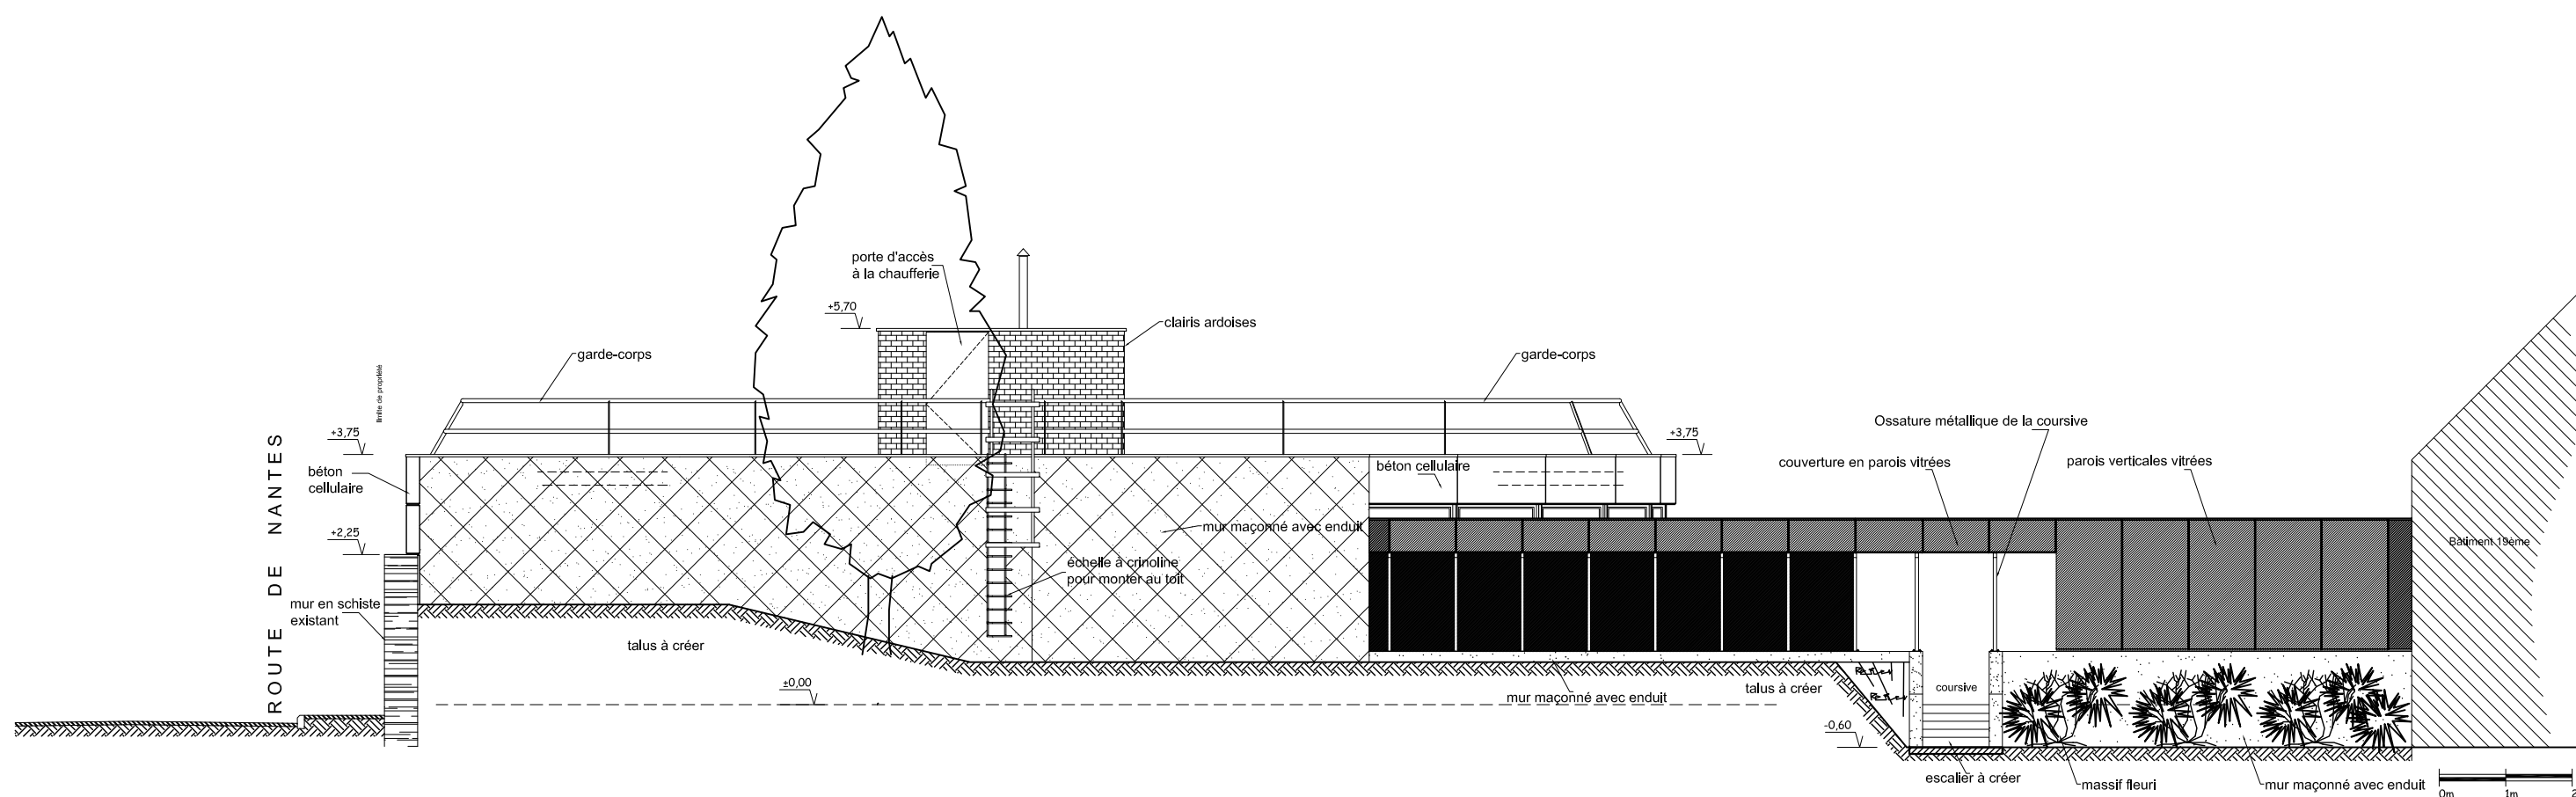 porte d'accès
à la chaufferie
+5,70
clairis ardoises
garde-corps
garde-corps
limite de propriété
ROUTE DE NANTES
+3,75
+3,75
béton
cellulaire
béton cellulaire
Ossature métallique de la coursive
couverture en parois vitrées
parois verticales vitrées
+2,25
mur maçonné avec enduit
Bâtiment 19ème
échelle à crinoline
pour monter au toit
mur en schiste
existant
talus à créer
±0,00
mur maçonné avec enduit
talus à créer
coursive
-0,60
escalier à créer
massif fleuri
mur maçonné avec enduit
0m
1m
2